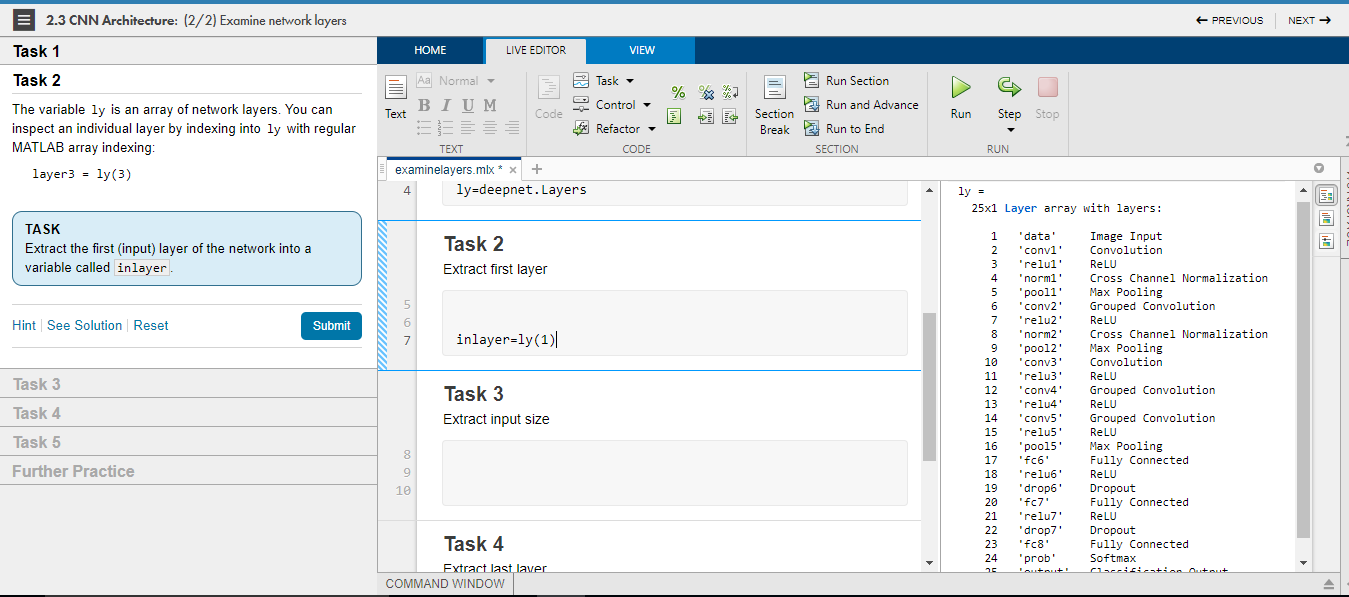 2.3 CNN Architecture: (2/2) Examine network layers
← PREVIOUS
NEXT →
Task 1
Task 2
The variable ly is an array of network layers. You can
inspect an individual layer by indexing into ly with regular
MATLAB array indexing:
layer3 = ly(3)
TASK
Extract the first (input) layer of the network into a
variable called inlayer.
Hint
See Solution
Reset
Submit
Task 3
Task 4
Task 5
Further Practice
HOME
LIVE EDITOR
VIEW
Text
Aa Normal
B I U M
TEXT
Code
Task
Control
Refactor
CODE
Section
Break
Run Section
Run and Advance
Run to End
SECTION
Run
Step
Stop
RUN
examinelayers.mlx * ×
4 ly=deepnet.Layers
Task 2
Extract first layer
5
6
7 inlayer=ly(1)
Task 3
Extract input size
8
9
10
Task 4
Extract last layer
ly =
25x1 Layer array with layers:
1 'data' Image Input
2 'conv1' Convolution
3 'relu1' ReLU
4 'norm1' Cross Channel Normalization
5 'pool1' Max Pooling
6 'conv2' Grouped Convolution
7 'relu2' ReLU
8 'norm2' Cross Channel Normalization
9 'pool2' Max Pooling
10 'conv3' Convolution
11 'relu3' ReLU
12 'conv4' Grouped Convolution
13 'relu4' ReLU
14 'conv5' Grouped Convolution
15 'relu5' ReLU
16 'pool5' Max Pooling
17 'fc6' Fully Connected
18 'relu6' ReLU
19 'drop6' Dropout
20 'fc7' Fully Connected
21 'relu7' ReLU
22 'drop7' Dropout
23 'fc8' Fully Connected
24 'prob' Softmax
25 'output' Classification Output
COMMAND WINDOW